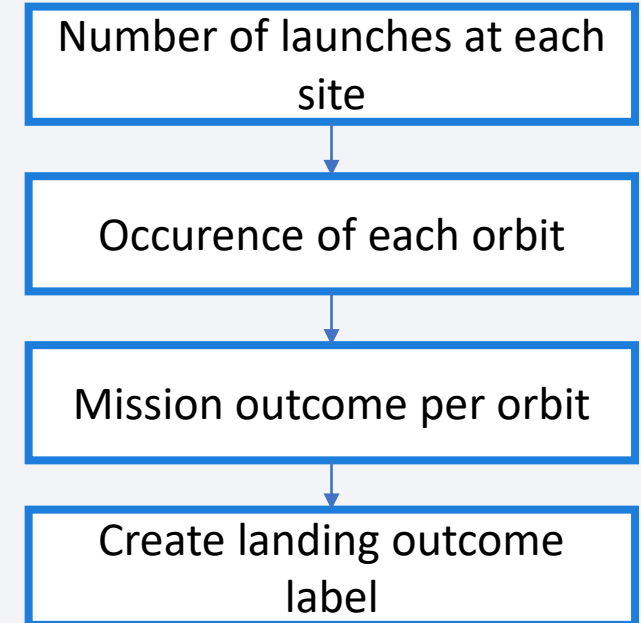 Number of launches at each
site
Occurence of each orbit
Mission outcome per orbit
Create landing outcome
label